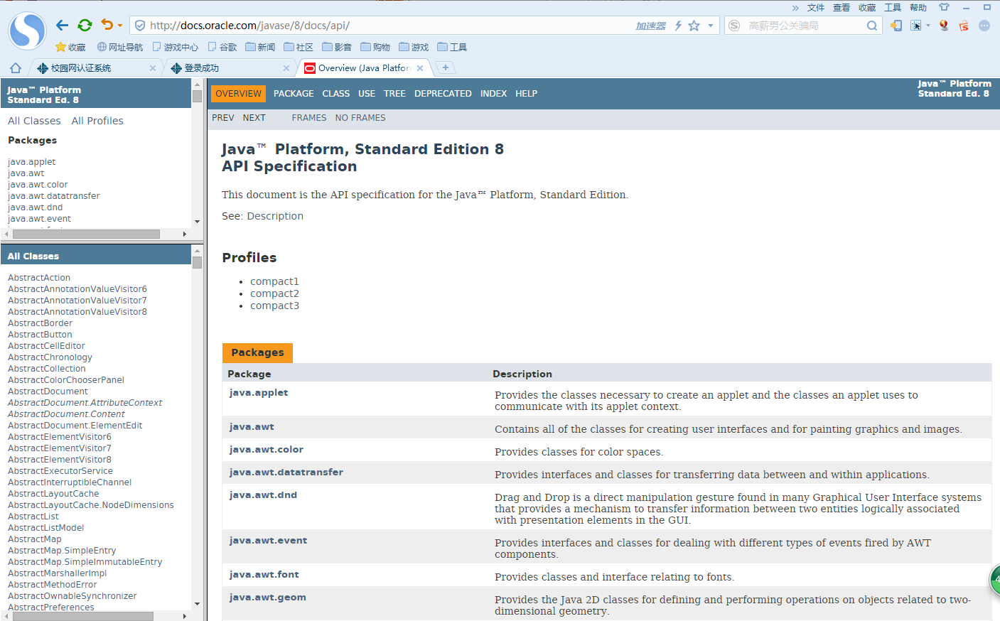 » 文件 查看 收藏 工具 帮助
http://docs.oracle.com/javase/8/docs/api/ 加速器 高薪男公关骗局
收藏 网址导航 游戏中心 谷歌 新闻 社区 影音 购物 游戏 工具
校园网认证系统 登录成功 Overview (Java Platfor
Java™ Platform
Standard Ed. 8
All Classes All Profiles
Packages
java.applet
java.awt
java.awt.color
java.awt.datatransfer
java.awt.dnd
java.awt.event
All Classes
AbstractAction
AbstractAnnotationValueVisitor6
AbstractAnnotationValueVisitor7
AbstractAnnotationValueVisitor8
AbstractBorder
AbstractButton
AbstractCellEditor
AbstractChronology
AbstractCollection
AbstractColorChooserPanel
AbstractDocument
AbstractDocument.AttributeContext
AbstractDocument.Content
AbstractDocument.ElementEdit
AbstractElementVisitor6
AbstractElementVisitor7
AbstractElementVisitor8
AbstractExecutorService
AbstractInterruptibleChannel
AbstractLayoutCache
AbstractLayoutCache.NodeDimensions
AbstractList
AbstractListModel
AbstractMap
AbstractMap.SimpleEntry
AbstractMap.SimpleImmutableEntry
AbstractMarshallerImpl
AbstractMethodError
AbstractOwnableSynchronizer
AbstractPreferences
OVERVIEW PACKAGE CLASS USE TREE DEPRECATED INDEX HELP
Java™ Platform
Standard Ed. 8
PREV NEXT FRAMES NO FRAMES
Java™ Platform, Standard Edition 8
API Specification
This document is the API specification for the Java™ Platform, Standard Edition.
See: Description
Profiles
• compact1
• compact2
• compact3
Packages
Package Description
java.applet Provides the classes necessary to create an applet and the classes an applet uses to
communicate with its applet context.
java.awt Contains all of the classes for creating user interfaces and for painting graphics and images.
java.awt.color Provides classes for color spaces.
java.awt.datatransfer Provides interfaces and classes for transferring data between and within applications.
java.awt.dnd Drag and Drop is a direct manipulation gesture found in many Graphical User Interface systems
that provides a mechanism to transfer information between two entities logically associated
with presentation elements in the GUI.
java.awt.event Provides interfaces and classes for dealing with different types of events fired by AWT
components.
java.awt.font Provides classes and interface relating to fonts.
java.awt.geom Provides the Java 2D classes for defining and performing operations on objects related to two-
dimensional geometry.